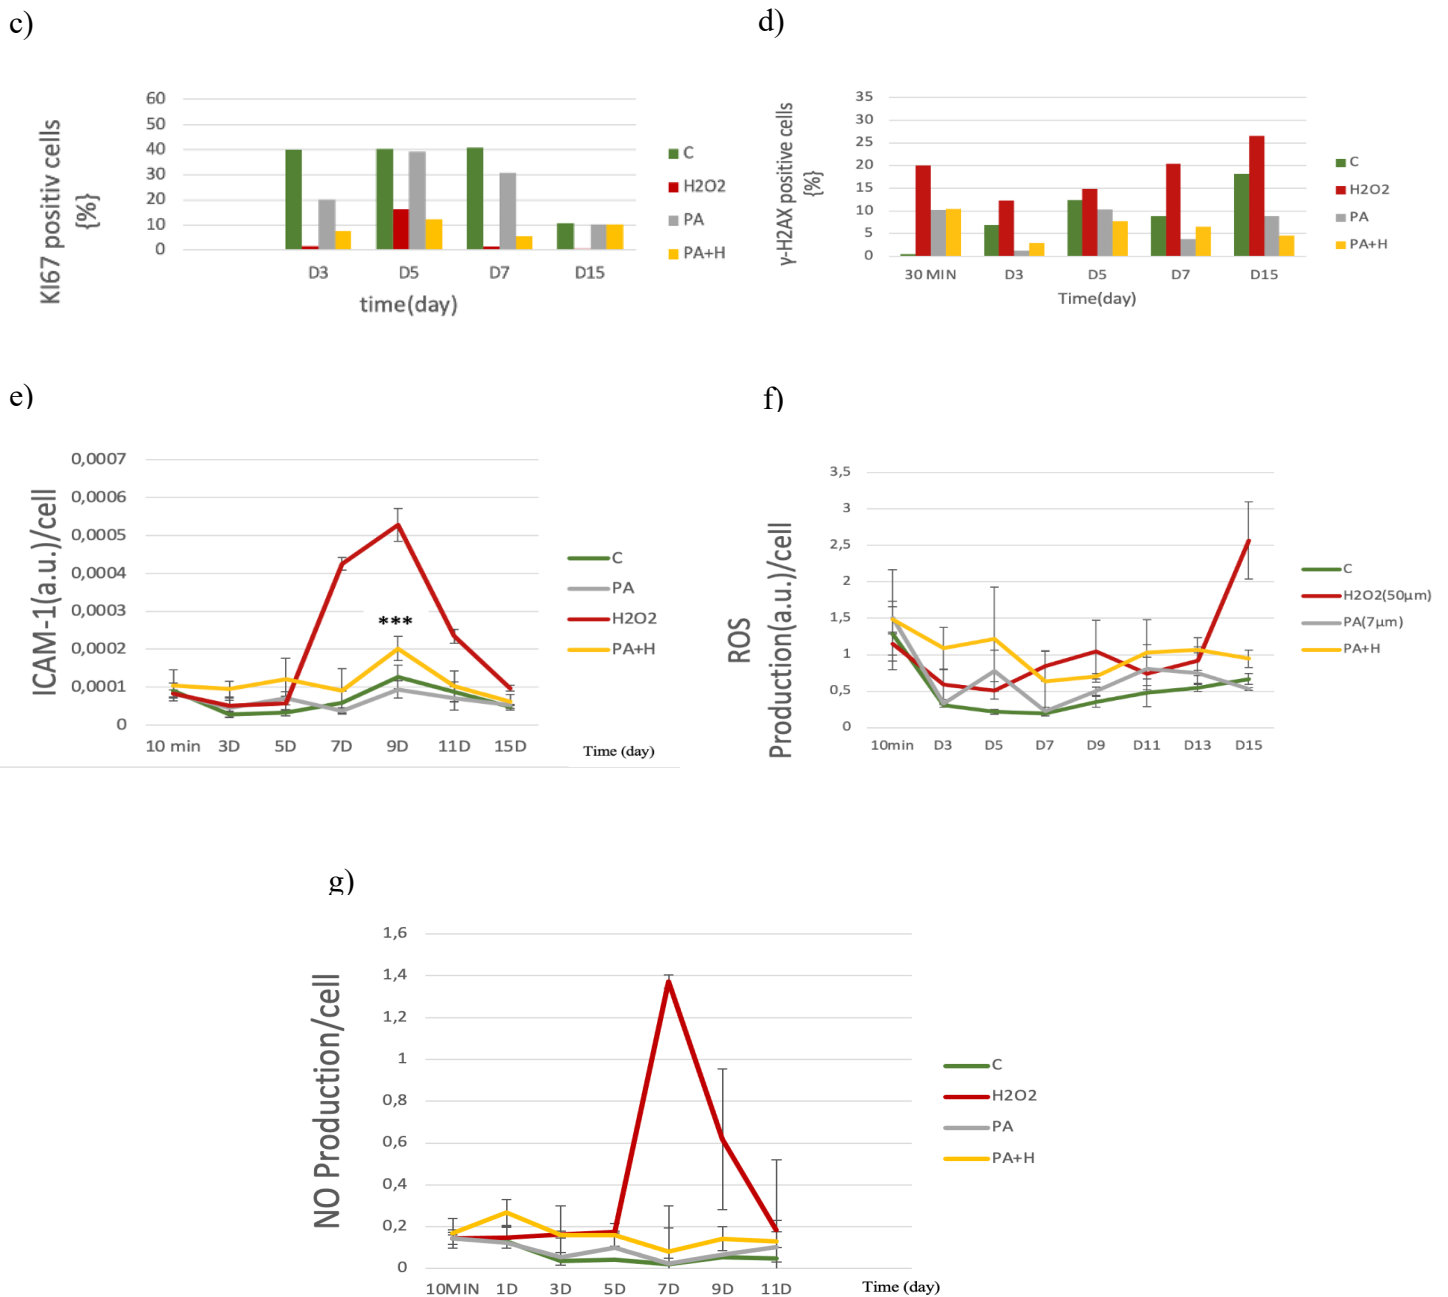 c)
d)
KI67 positiv cells
{%}
60
50
40
30
20
10
0
D3 D5 D7 D15
time(day)
C
H2O2
PA
PA+H
γ-H2AX positive cells
{%}
35
30
25
20
15
10
5
0
30 MIN D3 D5 D7 D15
Time(day)
C
H2O2
PA
PA+H
e)
f)
ICAM-1(a.u.)/cell
0,0007
0,0006
0,0005
0,0004
0,0003
0,0002
0,0001
0
***
10 min 3D 5D 7D 9D 11D 15D
Time (day)
C
PA
H2O2
PA+H
ROS
Production(a.u.)/cell
3,5
3
2,5
2
1,5
1
0,5
0
10min D3 D5 D7 D9 D11 D13 D15
C
H2O2(50μm)
PA(7μm)
PA+H
g)
NO Production/cell
1,6
1,4
1,2
1
0,8
0,6
0,4
0,2
0
10MIN 1D 3D 5D 7D 9D 11D
Time (day)
C
H2O2
PA
PA+H